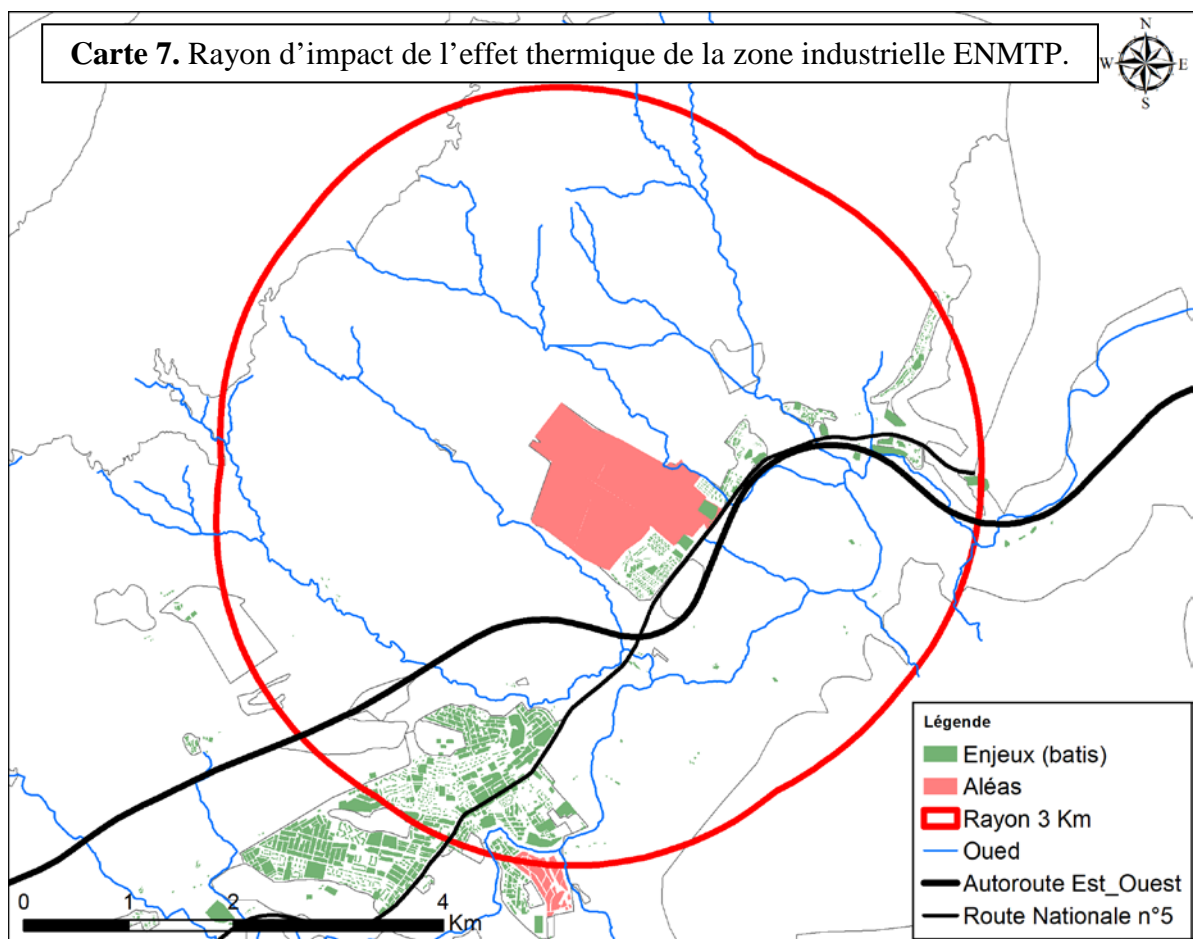 Carte 7. Rayon d'impact de l'effet thermique de la zone industrielle ENMTP.
N
W E
S
Légende
Enjeux (batis)
Aléas
Rayon 3 Km
Oued
Autoroute Est_Ouest
Route Nationale n°5
0 2 4
Km